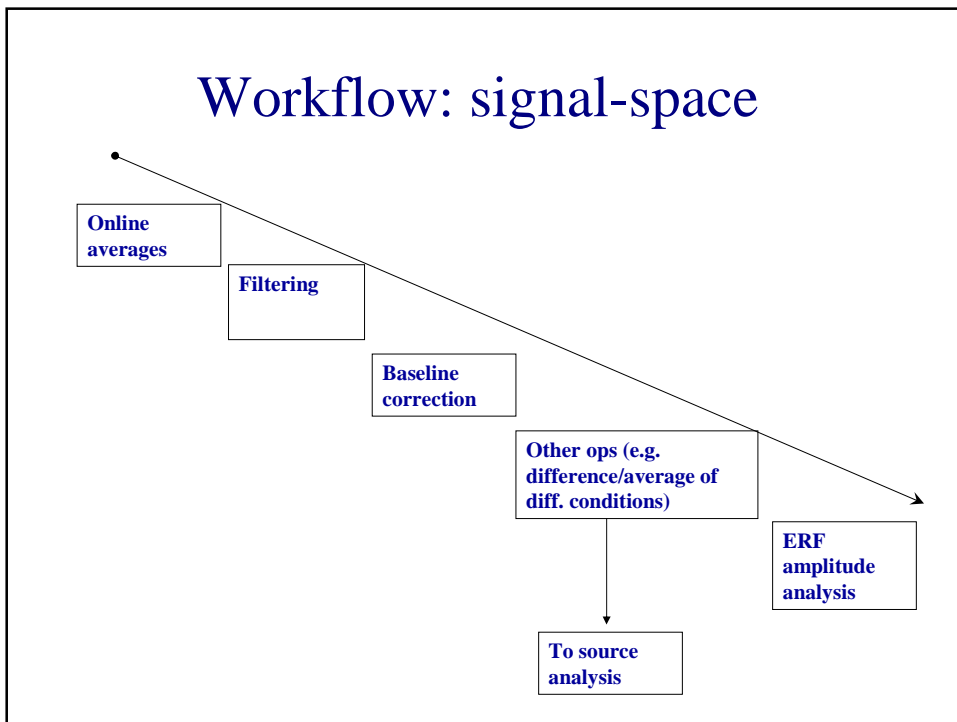 Workflow: signal-space
Online
averages
Filtering
Baseline
correction
Other ops (e.g.
difference/average of
diff. conditions)
ERF
amplitude
analysis
To source
analysis